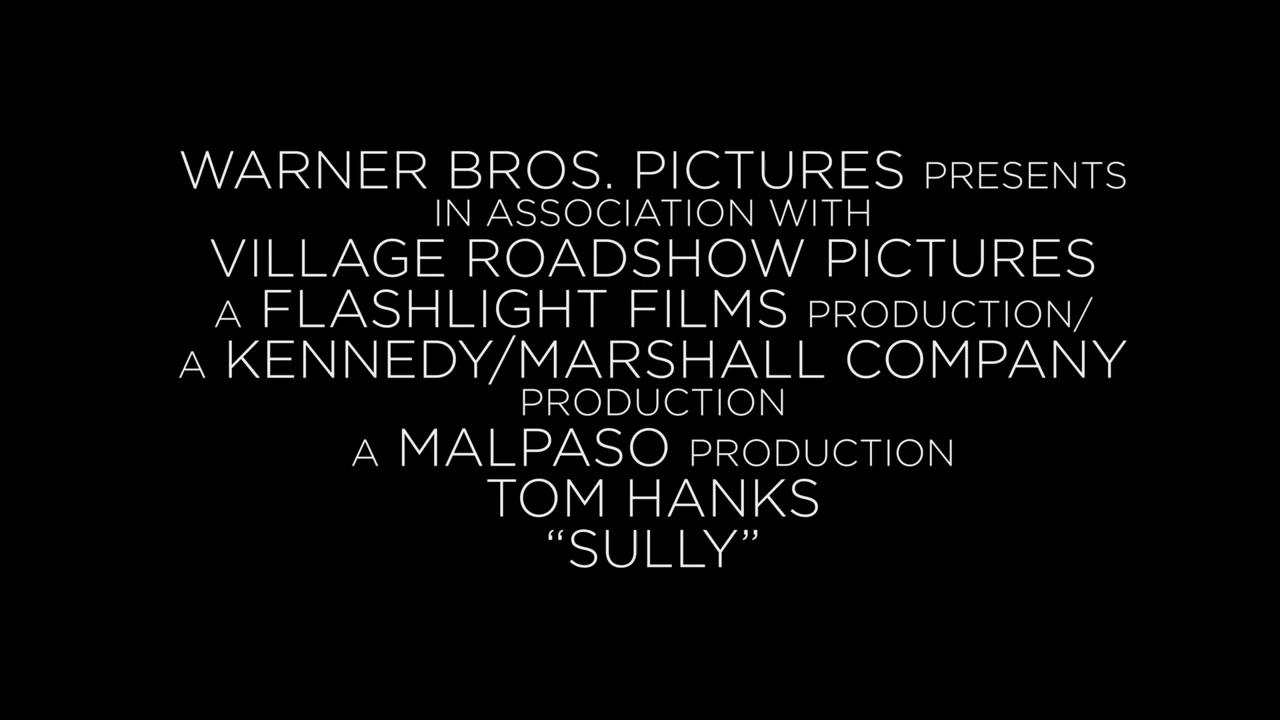 WARNER BROS. PICTURES PRESENTS
IN ASSOCIATION WITH
VILLAGE ROADSHOW PICTURES
A FLASHLIGHT FILMS PRODUCTION/
A KENNEDY/MARSHALL COMPANY
PRODUCTION
A MALPASO PRODUCTION
TOM HANKS
“SULLY”